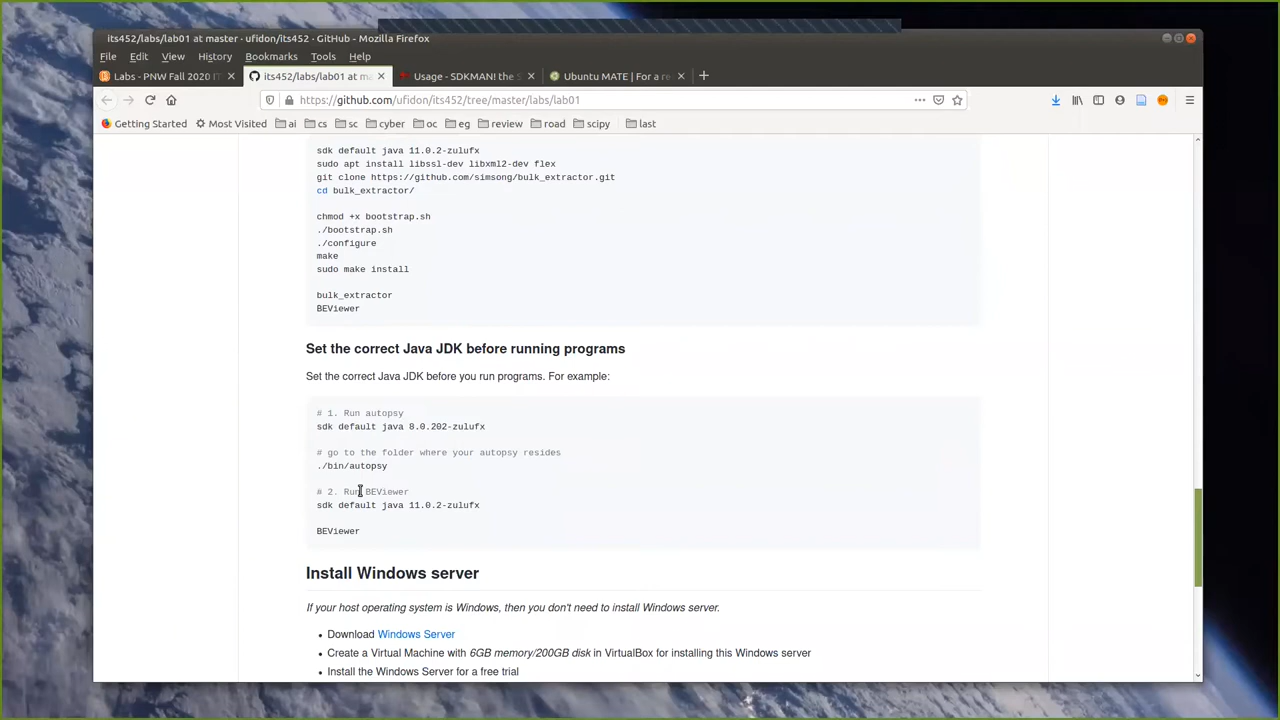 its452/labs/lab01 at master · ufidon/its452 · GitHub - Mozilla Firefox
File Edit View History Bookmarks Tools Help
Labs - PNW Fall 2020 IT
its452/labs/lab01 at ma
Usage - SDKMAN! the S
Ubuntu MATE | For a re
https://github.com/ufidon/its452/tree/master/labs/lab01
Getting Started Most Visited ai cs sc cyber oc eg review road scipy last
sdk default java 11.0.2-zulufx
sudo apt install libssl-dev libxml2-dev flex
git clone https://github.com/simsong/bulk_extractor.git
cd bulk_extractor/
chmod +x bootstrap.sh
./bootstrap.sh
./configure
make
sudo make install
bulk_extractor
BEViewer
Set the correct Java JDK before running programs
Set the correct Java JDK before you run programs. For example:
# 1. Run autopsy
sdk default java 8.0.202-zulufx
# go to the folder where your autopsy resides
./bin/autopsy
# 2. Run BEViewer
sdk default java 11.0.2-zulufx
BEViewer
Install Windows server
If your host operating system is Windows, then you don't need to install Windows server.
• Download Windows Server
• Create a Virtual Machine with 6GB memory/200GB disk in VirtualBox for installing this Windows server
• Install the Windows Server for a free trial